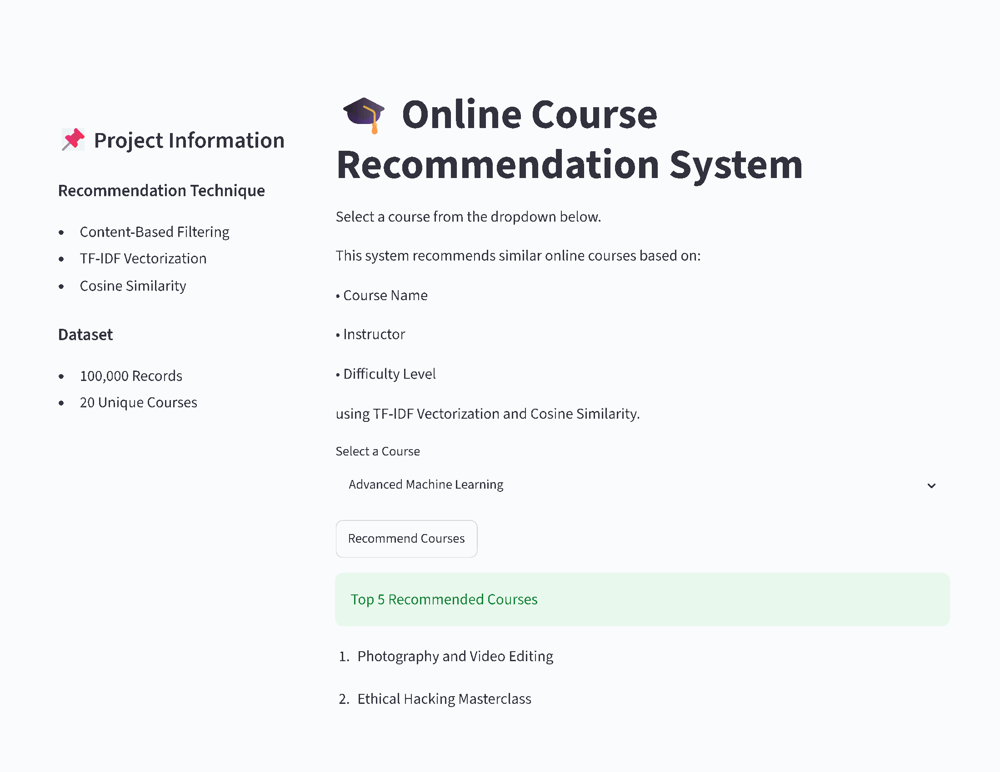 📌 Project Information
Recommendation Technique
• Content-Based Filtering
• TF-IDF Vectorization
• Cosine Similarity
Dataset
• 100,000 Records
• 20 Unique Courses
🎓 Online Course
Recommendation System
Select a course from the dropdown below.
This system recommends similar online courses based on:
• Course Name
• Instructor
• Difficulty Level
using TF-IDF Vectorization and Cosine Similarity.
Select a Course
Advanced Machine Learning
Recommend Courses
Top 5 Recommended Courses
1. Photography and Video Editing
2. Ethical Hacking Masterclass